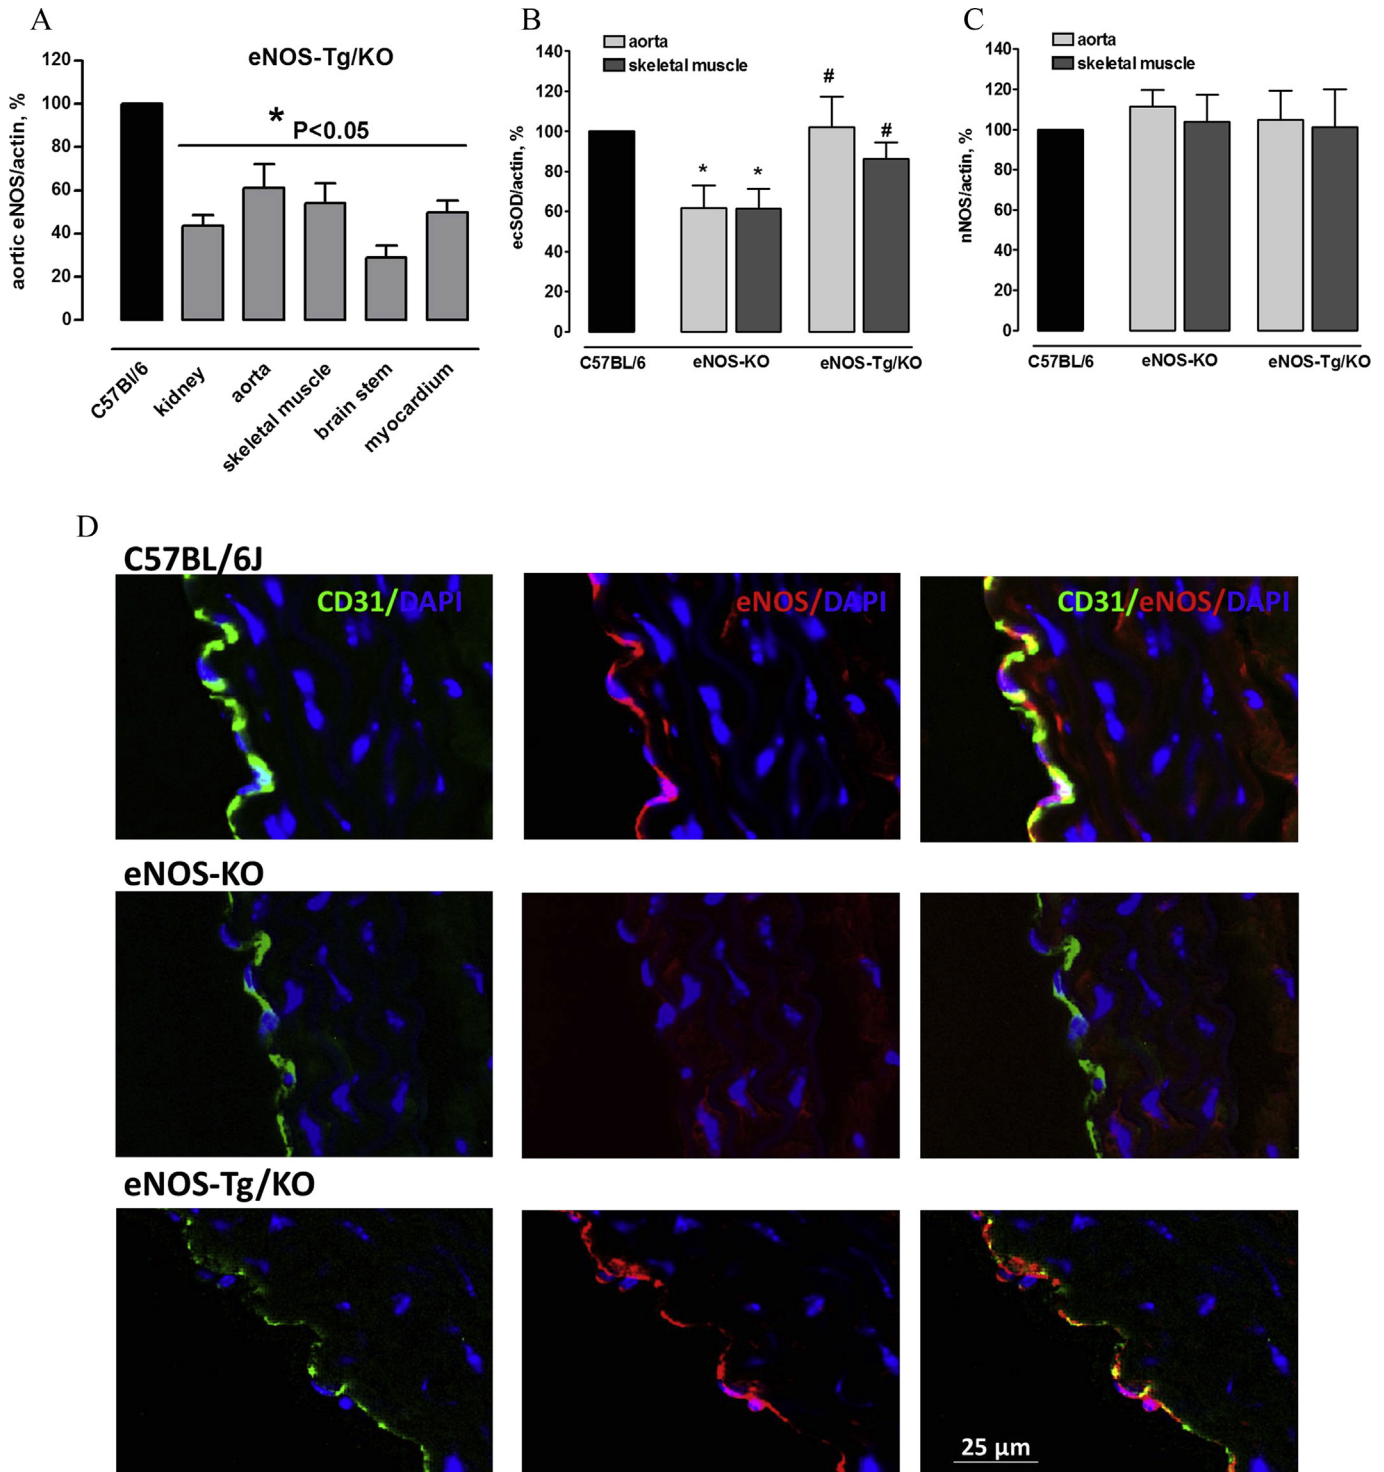 A
eNOS-Tg/KO
aortic eNOS/actin, %
120
100
80
60
40
20
0
* P<0.05
C57Bl/6
kidney
aorta
skeletal muscle
brain stem
myocardium
B
aorta
skeletal muscle
ecSOD/actin, %
140
120
100
80
60
40
20
0
*
*
#
#
C57BL/6
eNOS-KO
eNOS-Tg/KO
C
aorta
skeletal muscle
nNOS/actin, %
140
120
100
80
60
40
20
0
C57BL/6
eNOS-KO
eNOS-Tg/KO
D
C57BL/6J
CD31/DAPI
eNOS/DAPI
CD31/eNOS/DAPI
eNOS-KO
eNOS-Tg/KO
25 µm